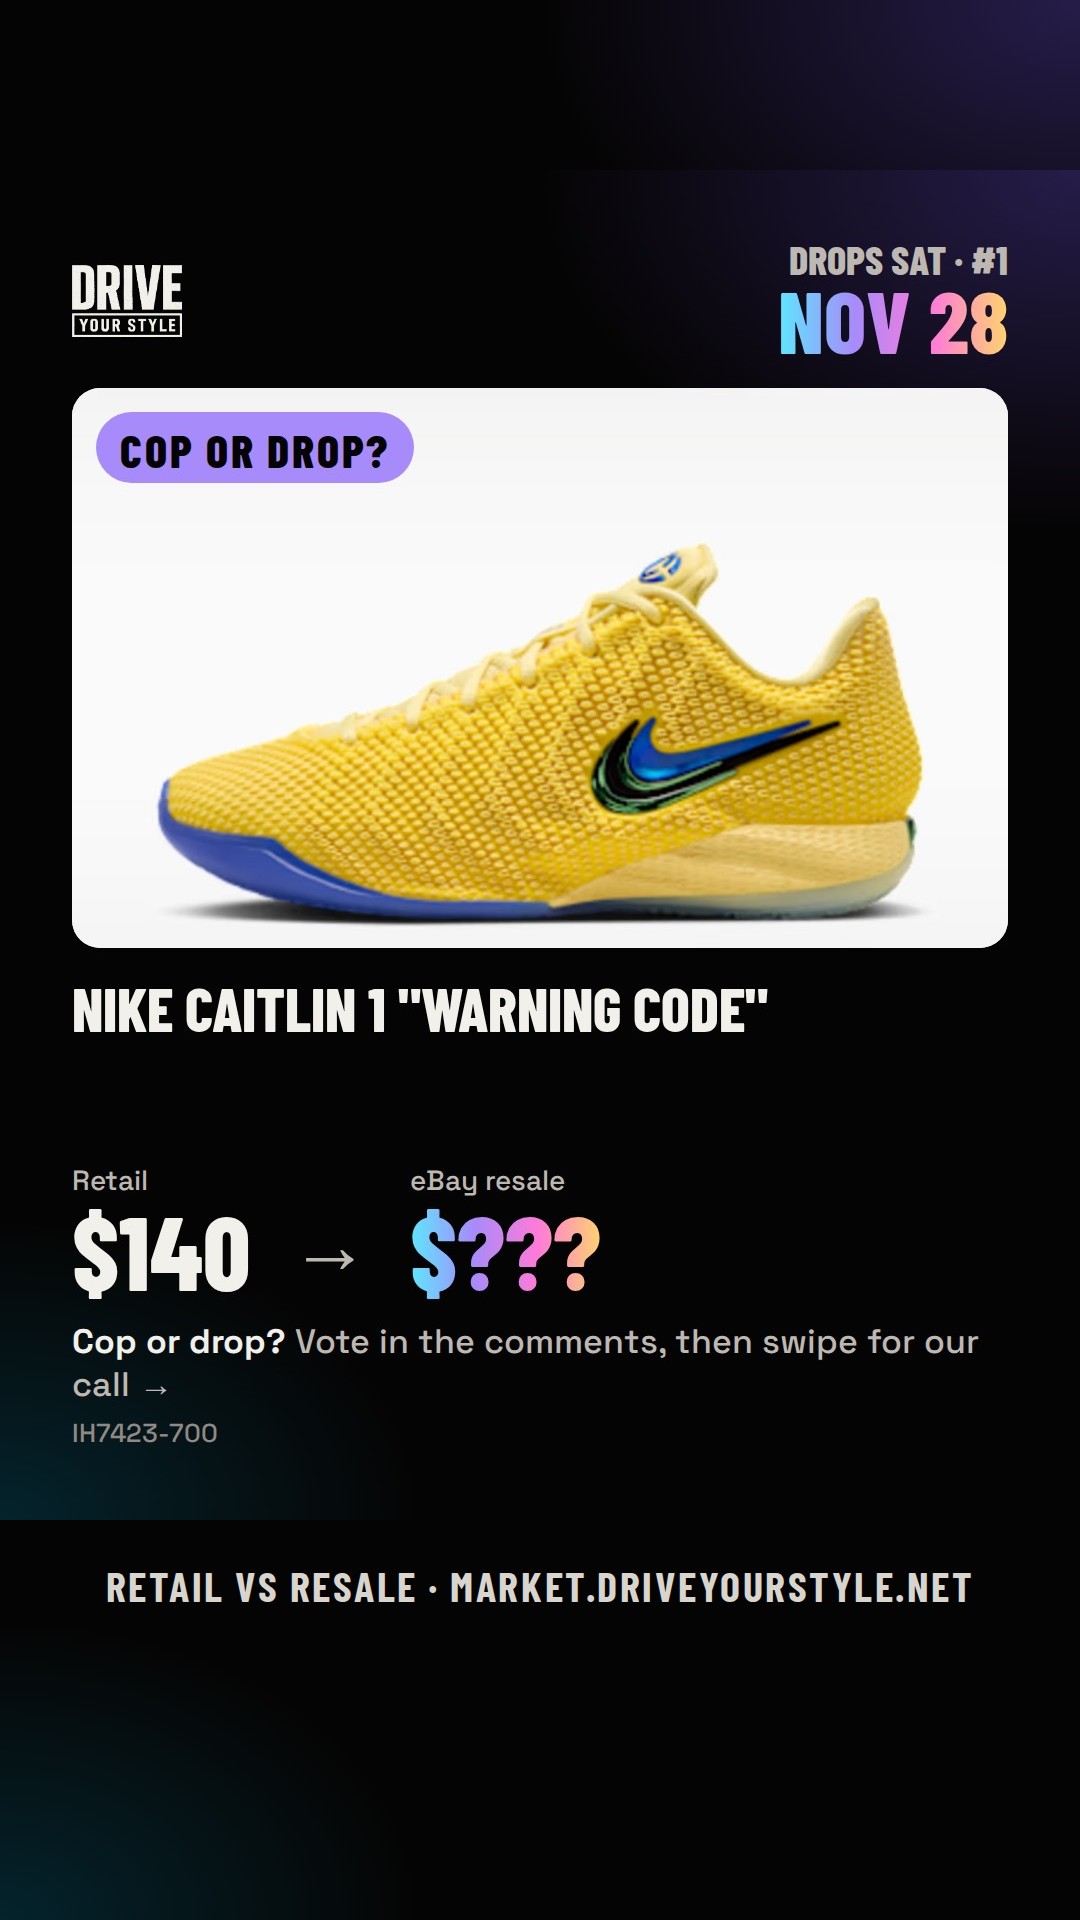 DRIVE
YOUR STYLE
DROPS SAT · #1
NOV 28
COP OR DROP?
NIKE CAITLIN 1 "WARNING CODE"
Retail
eBay resale
$140 → $???
Cop or drop? Vote in the comments, then swipe for our
call →
IH7423-700
RETAIL VS RESALE · MARKET.DRIVEYOURSTYLE.NET